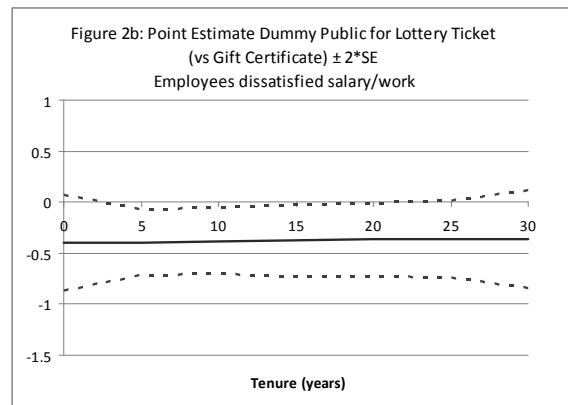 Figure 2b: Point Estimate Dummy Public for Lottery Ticket
(vs Gift Certificate) ± 2*SE
Employees dissatisfied salary/work
1
0.5
0
0 5 10 15 20 25 30
-0.5
-1
-1.5
Tenure (years)